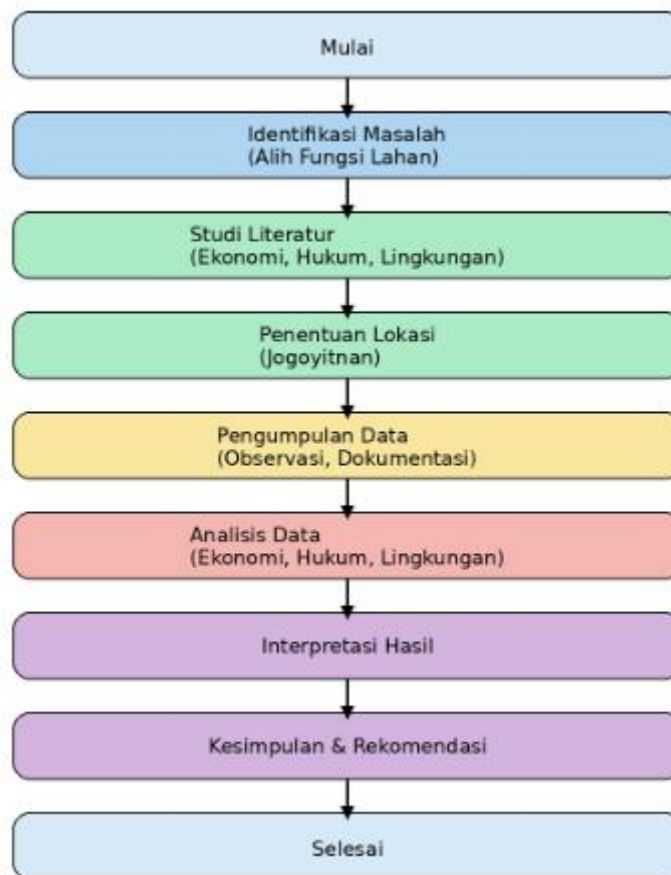 Mulai
Identifikasi Masalah
(Alih Fungsi Lahan)
Studi Literatur
(Ekonomi, Hukum, Lingkungan)
Penentuan Lokasi
(Jogoyitnan)
Pengumpulan Data
(Observasi, Dokumentasi)
Analisis Data
(Ekonomi, Hukum, Lingkungan)
Interpretasi Hasil
Kesimpulan & Rekomendasi
Selesai